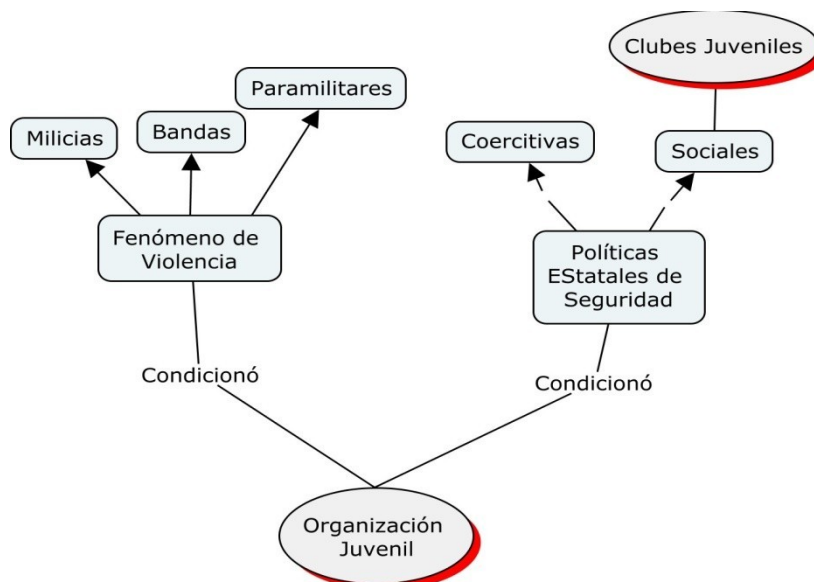 Clubes Juveniles
Paramilitares
Milicias
Bandas
Coercitivas
Sociales
Fenómeno de
Violencia
Políticas
EStatales de
Seguridad
Condicionó
Condicionó
Organización
Juvenil